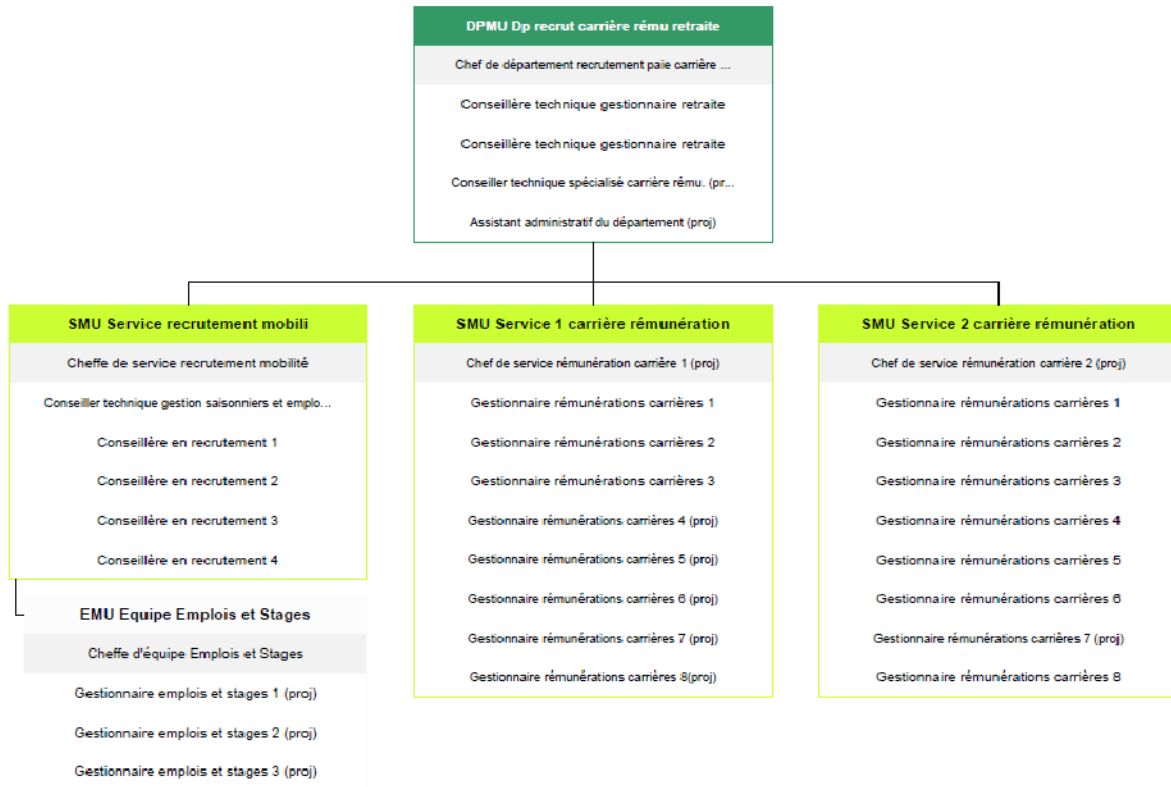 DPMU Dp recrut carrière rému retraite
Chef de département recrutement paie carrière ...
Conseillère technique gestionnaire retraite
Conseillère technique gestionnaire retraite
Conseiller technique spécialisé carrière rému. (pr...
Assistant administratif du département (proj)
SMU Service recrutement mobili
Cheffe de service recrutement mobilité
Conseiller technique gestion saisonniers et emplo...
Conseillère en recrutement 1
Conseillère en recrutement 2
Conseillère en recrutement 3
Conseillère en recrutement 4
EMU Equipe Emplois et Stages
Cheffe d'équipe Emplois et Stages
Gestionnaire emplois et stages 1 (proj)
Gestionnaire emplois et stages 2 (proj)
Gestionnaire emplois et stages 3 (proj)
SMU Service 1 carrière rémunération
Chef de service rémunération carrière 1 (proj)
Gestionnaire rémunérations carrières 1
Gestionnaire rémunérations carrières 2
Gestionnaire rémunérations carrières 3
Gestionnaire rémunérations carrières 4 (proj)
Gestionnaire rémunérations carrières 5 (proj)
Gestionnaire rémunérations carrières 6 (proj)
Gestionnaire rémunérations carrières 7 (proj)
Gestionnaire rémunérations carrières 8(proj)
SMU Service 2 carrière rémunération
Chef de service rémunération carrière 2 (proj)
Gestionnaire rémunérations carrières 1
Gestionnaire rémunérations carrières 2
Gestionnaire rémunérations carrières 3
Gestionnaire rémunérations carrières 4
Gestionnaire rémunérations carrières 5
Gestionnaire rémunérations carrières 6
Gestionnaire rémunérations carrières 7 (proj)
Gestionnaire rémunérations carrières 8